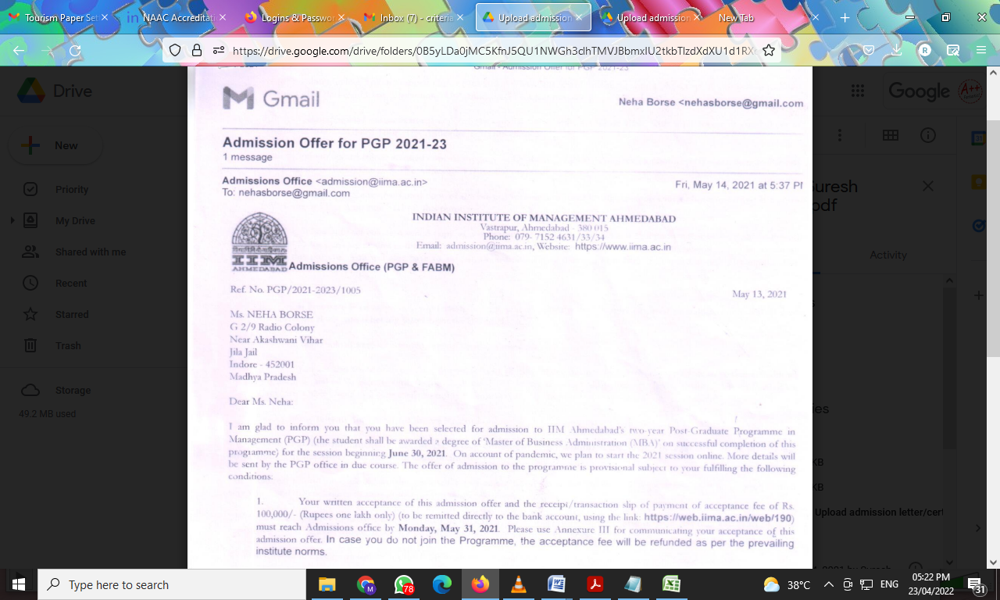 Tourism Paper Set
NAAC Accreditati
Logins & Passwor
Inbox (7) - criteria
Upload admission
Upload admission
New Tab
https://drive.google.com/drive/folders/0B5yLDa0jMC5KfnJ5QU1NWGh3clhTMVJBbmxIU2tkbTlzdXdXU1d1RX
R
Drive
Google
A++
New
Priority
My Drive
Shared with me
Recent
Starred
Trash
Storage
49.2 MB used
Gmail - Admission Offer for PGP 2021-23
Gmail
Neha Borse <nehasborse@gmail.com
Admission Offer for PGP 2021-23
1 message
Admissions Office <admission@iima.ac.in>
To: nehasborse@gmail.com
Fri, May 14, 2021 at 5:37 PM
INDIAN INSTITUTE OF MANAGEMENT AHMEDABAD
Vastrapur, Ahmedabad - 380 015
Phone: 079- 7152 4631/33/34
Email: admission@iima.ac.in, Website: https://www.iima.ac.in
IIM
AHMEDABAD
Admissions Office (PGP & FABM)
Ref. No. PGP/2021-2023/1005
May 13, 2021
Ms. NEHA BORSE
G 2/9 Radio Colony
Near Akashwani Vihar
Jila Jail
Indore - 452001
Madhya Pradesh
Dear Ms. Neha:
I am glad to inform you that you have been selected for admission to IIM Ahmedabad's two-year Post-Graduate Programme in
Management (PGP) (the student shall be awarded a degree of 'Master of Business Administration (MBA)' on successful completion of this
programme) for the session beginning June 30, 2021. On account of pandemic, we plan to start the 2021 session online. More details will
be sent by the PGP office in due course. The offer of admission to the programme is provisional subject to your fulfilling the following
conditions:
1. Your written acceptance of this admission offer and the receipt/transaction slip of payment of acceptance fee of Rs.
100,000/- (Rupees one lakh only) (to be remitted directly to the bank account, using the link: https://web.iima.ac.in/web/190)
must reach Admissions office by Monday, May 31, 2021. Please use Annexure III for communicating your acceptance of this
admission offer. In case you do not join the Programme, the acceptance fee will be refunded as per the prevailing
institute norms.
Suresh
pdf
Activity
KB
KB
Upload admission letter/cert
Type here to search
M
78
38°C
ENG
05:22 PM
23/04/2022
31